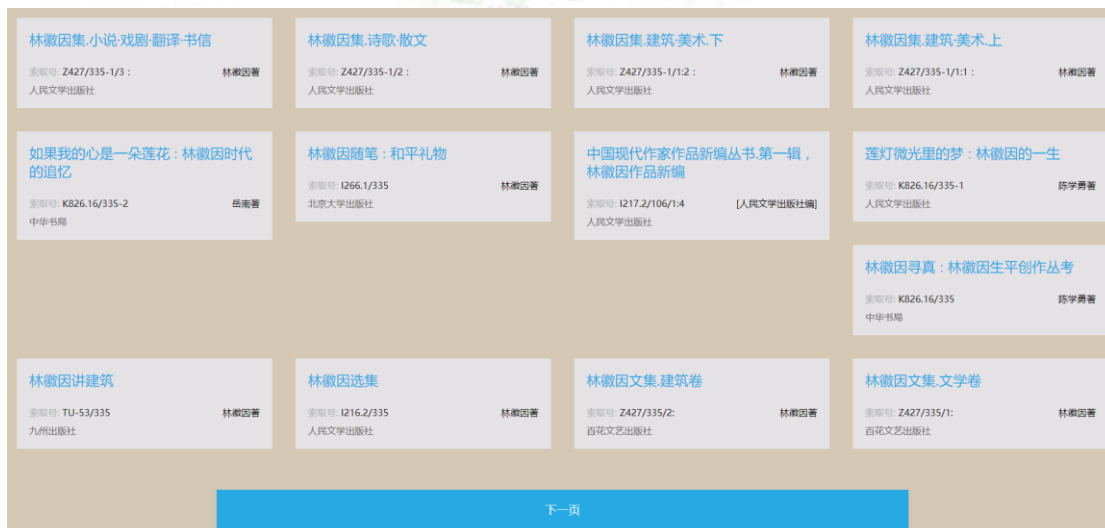 林徽因集.小说·戏剧·翻译·书信
索取号: Z427/335-1/3 : 林徽因著
人民文学出版社
林徽因集.诗歌·散文
索取号: Z427/335-1/2 : 林徽因著
人民文学出版社
林徽因集.建筑·美术.下
索取号: Z427/335-1/1:2 : 林徽因著
人民文学出版社
林徽因集.建筑·美术.上
索取号: Z427/335-1/1:1 : 林徽因著
人民文学出版社
如果我的心是一朵莲花 : 林徽因时代
的追忆
索取号: K826.16/335-2 岳南著
中华书局
林徽因随笔 : 和平礼物
索取号: I266.1/335 林徽因著
北京大学出版社
中国现代作家作品新编丛书.第一辑 ,
林徽因作品新编
索取号: I217.2/106/1:4 [人民文学出版社编]
人民文学出版社
莲灯微光里的梦 : 林徽因的一生
索取号: K826.16/335-1 陈学勇著
人民文学出版社
林徽因寻真 : 林徽因生平创作丛考
索取号: K826.16/335 陈学勇著
中华书局
林徽因讲建筑
索取号: TU-53/335 林徽因著
九州出版社
林徽因选集
索取号: I216.2/335 林徽因著
人民文学出版社
林徽因文集.建筑卷
索取号: Z427/335/2: 林徽因著
百花文艺出版社
林徽因文集.文学卷
索取号: Z427/335/1: 林徽因著
百花文艺出版社
下一页